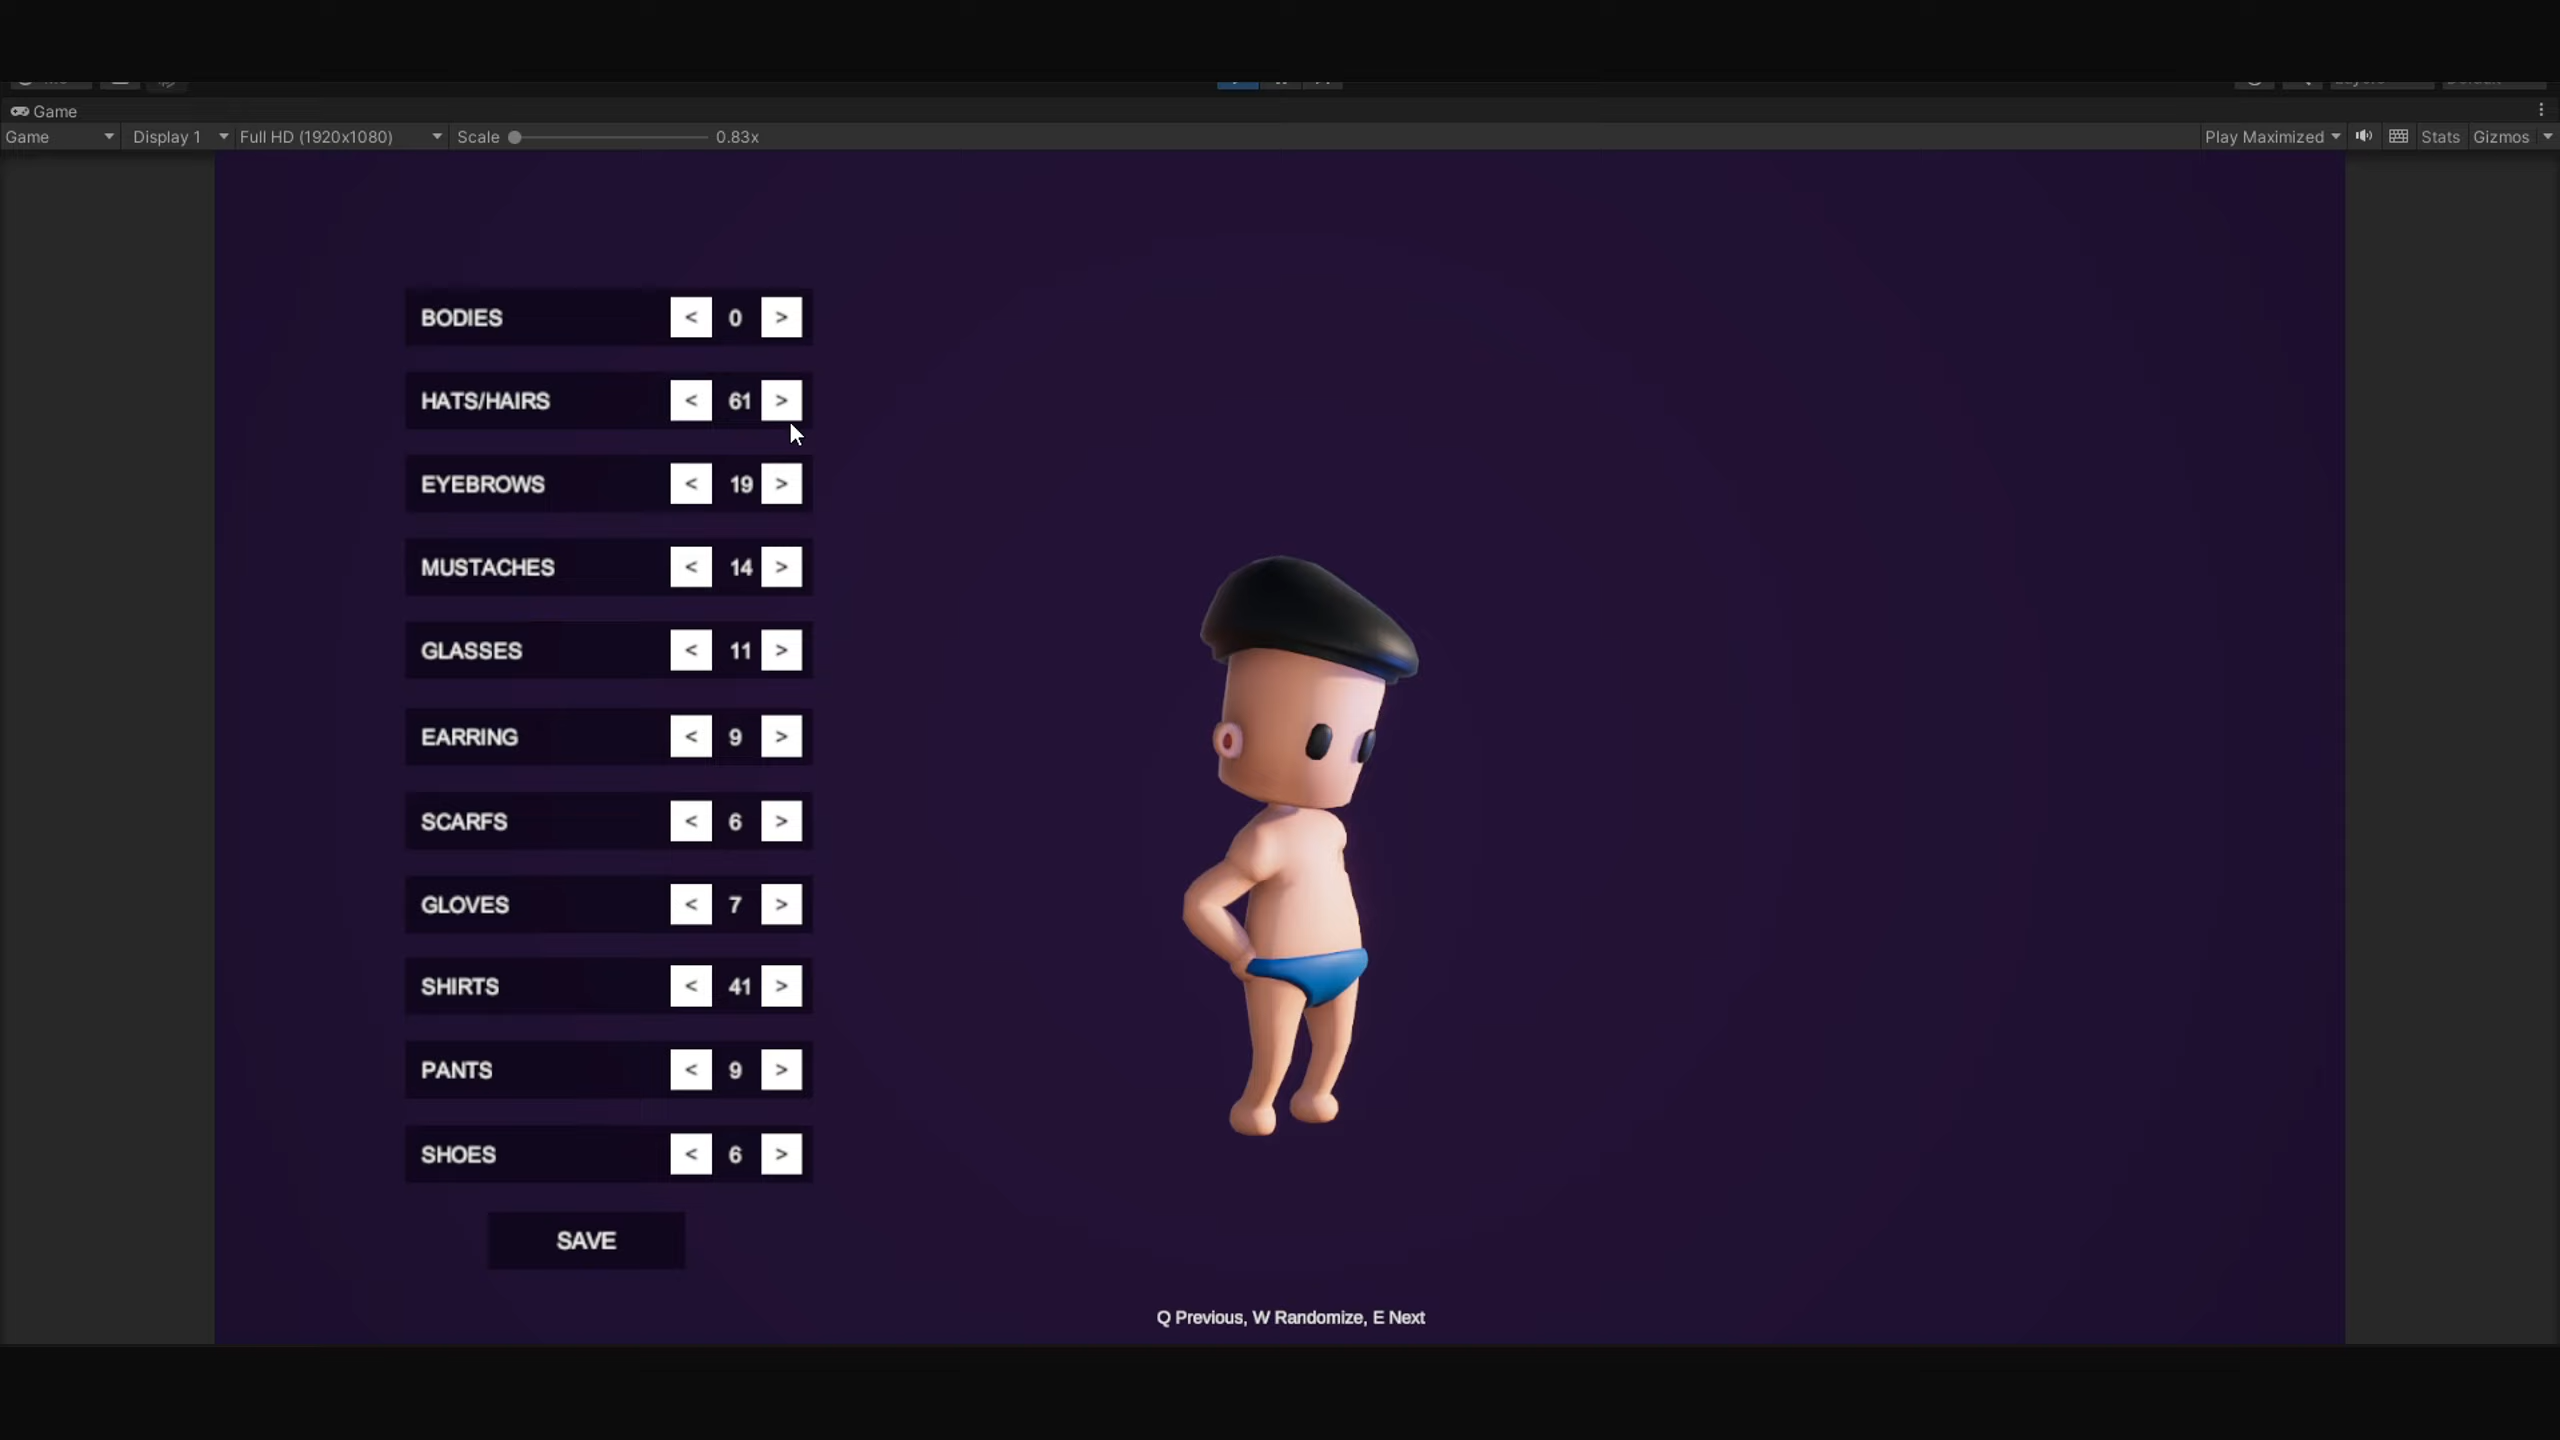 Game
Game Display 1 Full HD (1920x1080) Scale 0.83x Play Maximized Stats Gizmos
BODIES < 0 >
HATS/HAIRS < 61 >
EYEBROWS < 19 >
MUSTACHES < 14 >
GLASSES < 11 >
EARRING < 9 >
SCARFS < 6 >
GLOVES < 7 >
SHIRTS < 41 >
PANTS < 9 >
SHOES < 6 >
SAVE
Q Previous, W Randomize, E Next